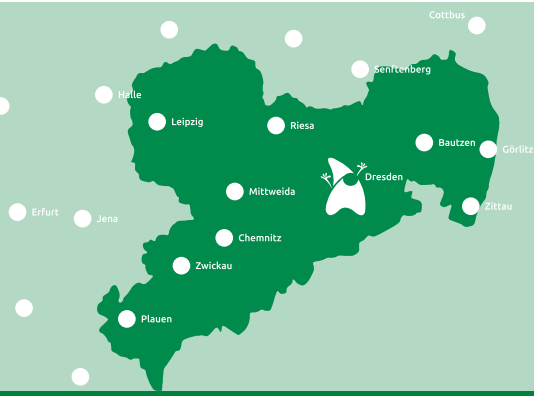 Cottbus
Senftenberg
Halle
Leipzig
Riesa
Bautzen
Görlitz
Dresden
Mittweida
Zittau
Erfurt
Jena
Chemnitz
Zwickau
Plauen